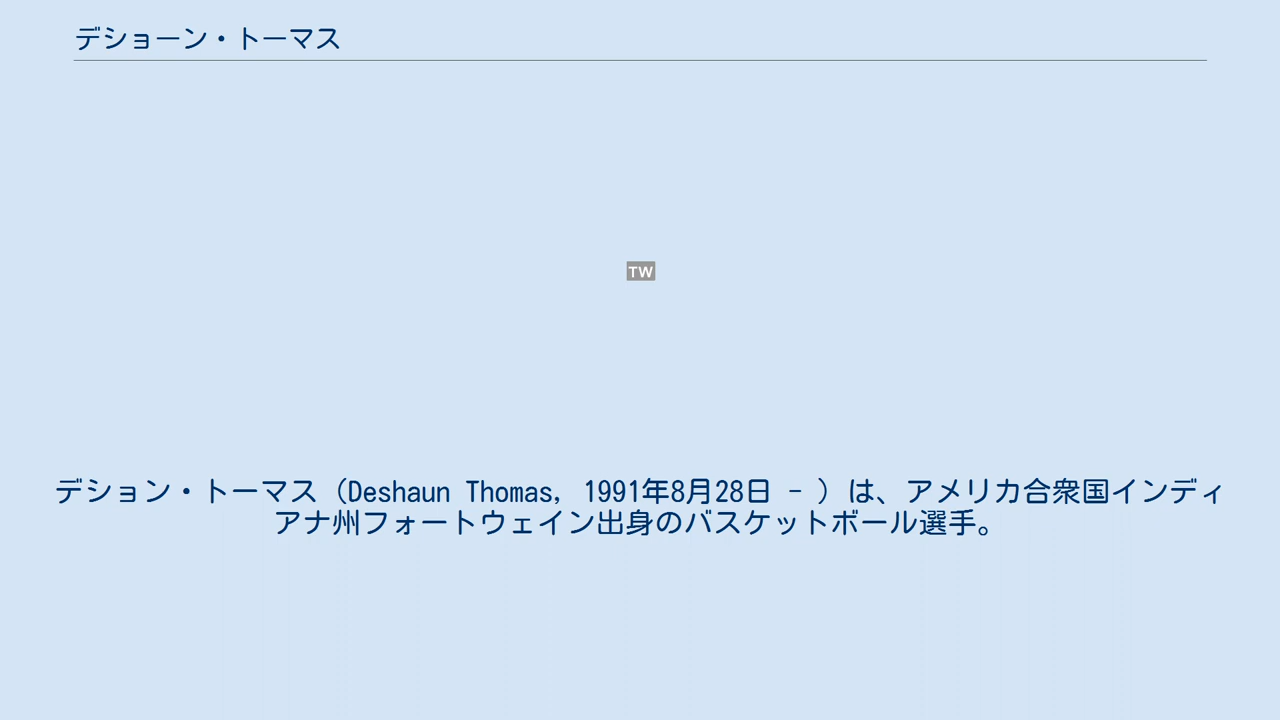 デショーン・トーマス
TW
デション・トーマス（Deshaun Thomas, 1991年8月28日 - ）は、アメリカ合衆国インディ
アナ州フォートウェイン出身のバスケットボール選手。